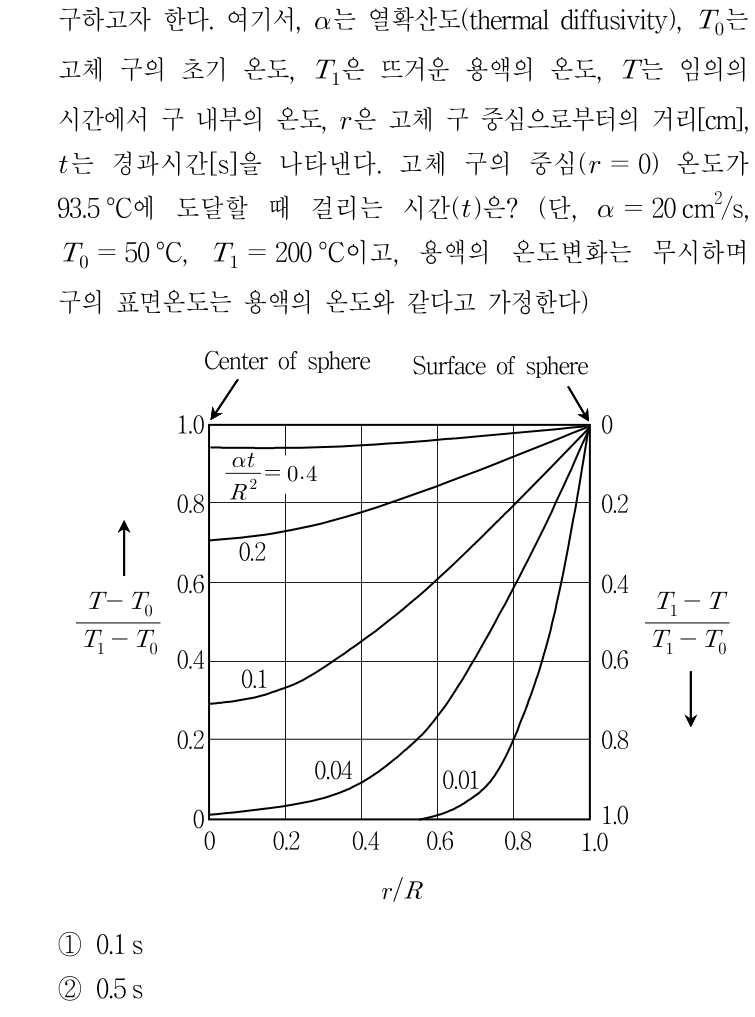 구하고자 한다. 여기서, α는 열확산도(thermal diffusivity), T₀는
고체 구의 초기 온도, T₁은 뜨거운 용액의 온도, T는 임의의
시간에서 구 내부의 온도, r은 고체 구 중심으로부터의 거리[cm],
t는 경과시간[s]을 나타낸다. 고체 구의 중심(r = 0) 온도가
93.5 ℃에 도달할 때 걸리는 시간(t)은? (단, α = 20 cm²/s,
T₀ = 50 ℃, T₁ = 200 ℃이고, 용액의 온도변화는 무시하며
구의 표면온도는 용액의 온도와 같다고 가정한다)
Center of sphere
Surface of sphere
1.0
0
αt/R² = 0.4
0.8
0.2
0.2
0.6
0.4
T − T₀
T₁ − T₀
T₁ − T
T₁ − T₀
0.4
0.6
0.1
0.2
0.8
0.04
0.01
0
1.0
0 0.2 0.4 0.6 0.8 1.0
r/R
① 0.1 s
② 0.5 s